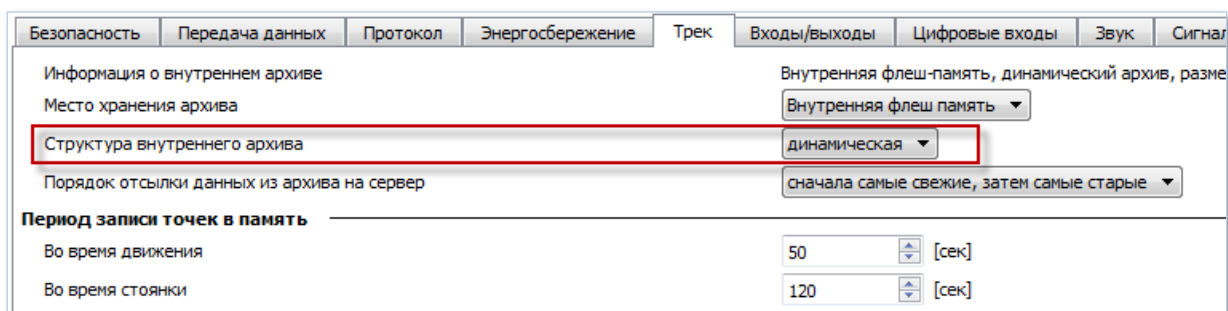 Безопасность Передача данных Протокол Энергосбережение Трек Входы/выходы Цифровые входы Звук
Информация о внутреннем архиве Внутренняя флеш-память, динамический архив,
Место хранения архива Внутренняя флеш память
Структура внутреннего архива динамическая
Порядок отсылки данных из архива на сервер сначала самые свежие, затем самые старые
Период записи точек в память
Во время движения 50 [сек]
Во время стоянки 120 [сек]